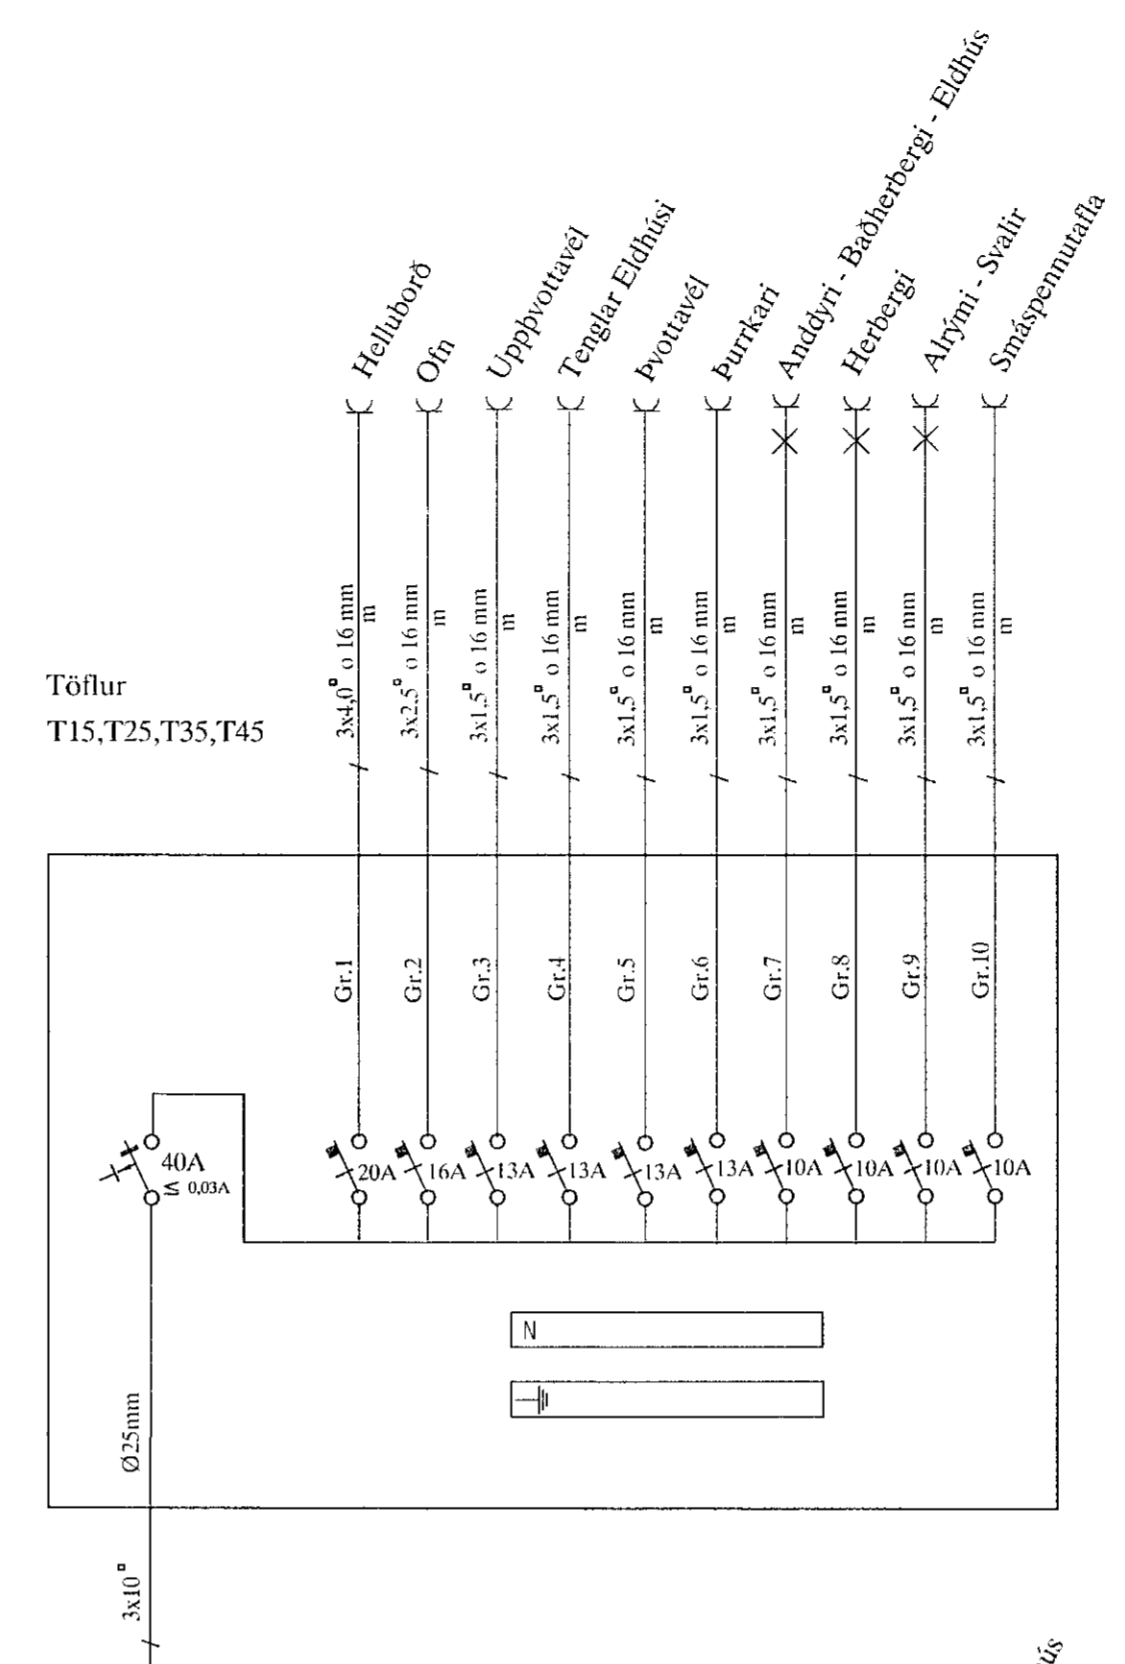 Helluborð
Ofn
Uppþvottavél
Tenglar Eldhúsi
Þvottavél
Þurrkari
Anddyri - Baðherbergi - Eldhús
Herbergi
Alrými - Svalir
Smáspennutafla
Töflur
T15,T25,T35,T45
3x4,0▫ o 16 mm
m
3x2,5▫ o 16 mm
m
3x1,5▫ o 16 mm
m
3x1,5▫ o 16 mm
m
3x1,5▫ o 16 mm
m
3x1,5▫ o 16 mm
m
3x1,5▫ o 16 mm
m
3x1,5▫ o 16 mm
m
3x1,5▫ o 16 mm
m
3x1,5▫ o 16 mm
m
Gr.1
Gr.2
Gr.3
Gr.4
Gr.5
Gr.6
Gr.7
Gr.8
Gr.9
Gr.10
40A
≤ 0,03A
20A
16A
13A
13A
13A
13A
10A
10A
10A
10A
N
Ø25mm
3x10▫
ús